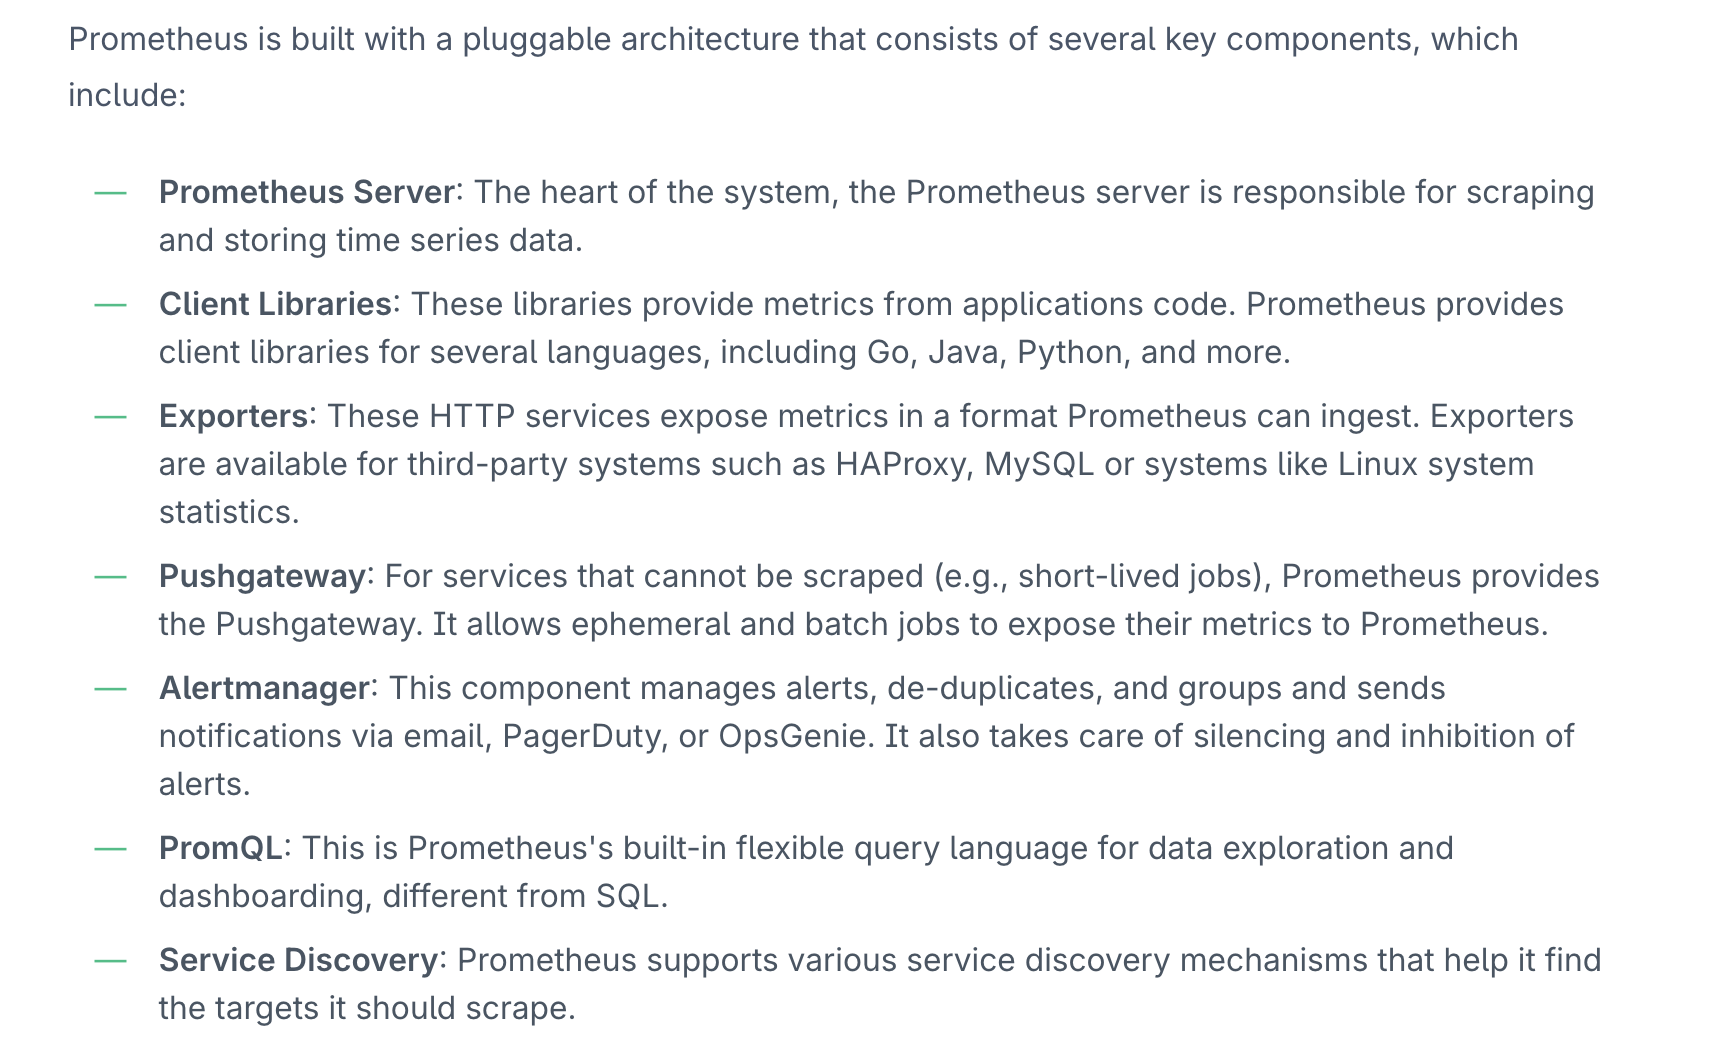 Prometheus is built with a pluggable architecture that consists of several key components, which
include:
— Prometheus Server: The heart of the system, the Prometheus server is responsible for scraping
and storing time series data.
— Client Libraries: These libraries provide metrics from applications code. Prometheus provides
client libraries for several languages, including Go, Java, Python, and more.
— Exporters: These HTTP services expose metrics in a format Prometheus can ingest. Exporters
are available for third-party systems such as HAProxy, MySQL or systems like Linux system
statistics.
— Pushgateway: For services that cannot be scraped (e.g., short-lived jobs), Prometheus provides
the Pushgateway. It allows ephemeral and batch jobs to expose their metrics to Prometheus.
— Alertmanager: This component manages alerts, de-duplicates, and groups and sends
notifications via email, PagerDuty, or OpsGenie. It also takes care of silencing and inhibition of
alerts.
— PromQL: This is Prometheus's built-in flexible query language for data exploration and
dashboarding, different from SQL.
— Service Discovery: Prometheus supports various service discovery mechanisms that help it find
the targets it should scrape.